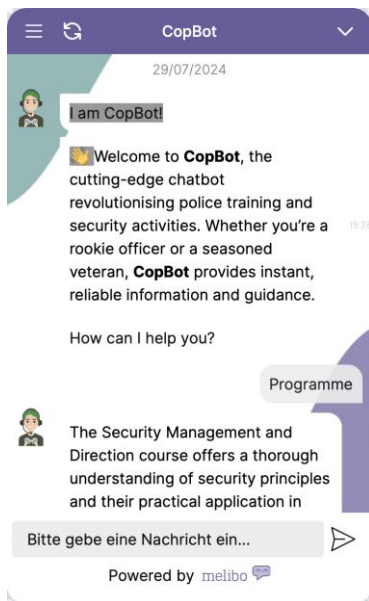 CopBot
29/07/2024
I am CopBot!
👋Welcome to CopBot, the
cutting-edge chatbot
revolutionising police training and
security activities. Whether you're a
rookie officer or a seasoned
veteran, CopBot provides instant,
reliable information and guidance.
How can I help you?
Programme
The Security Management and
Direction course offers a thorough
understanding of security principles
and their practical application in
Bitte gebe eine Nachricht ein...
Powered by melibo